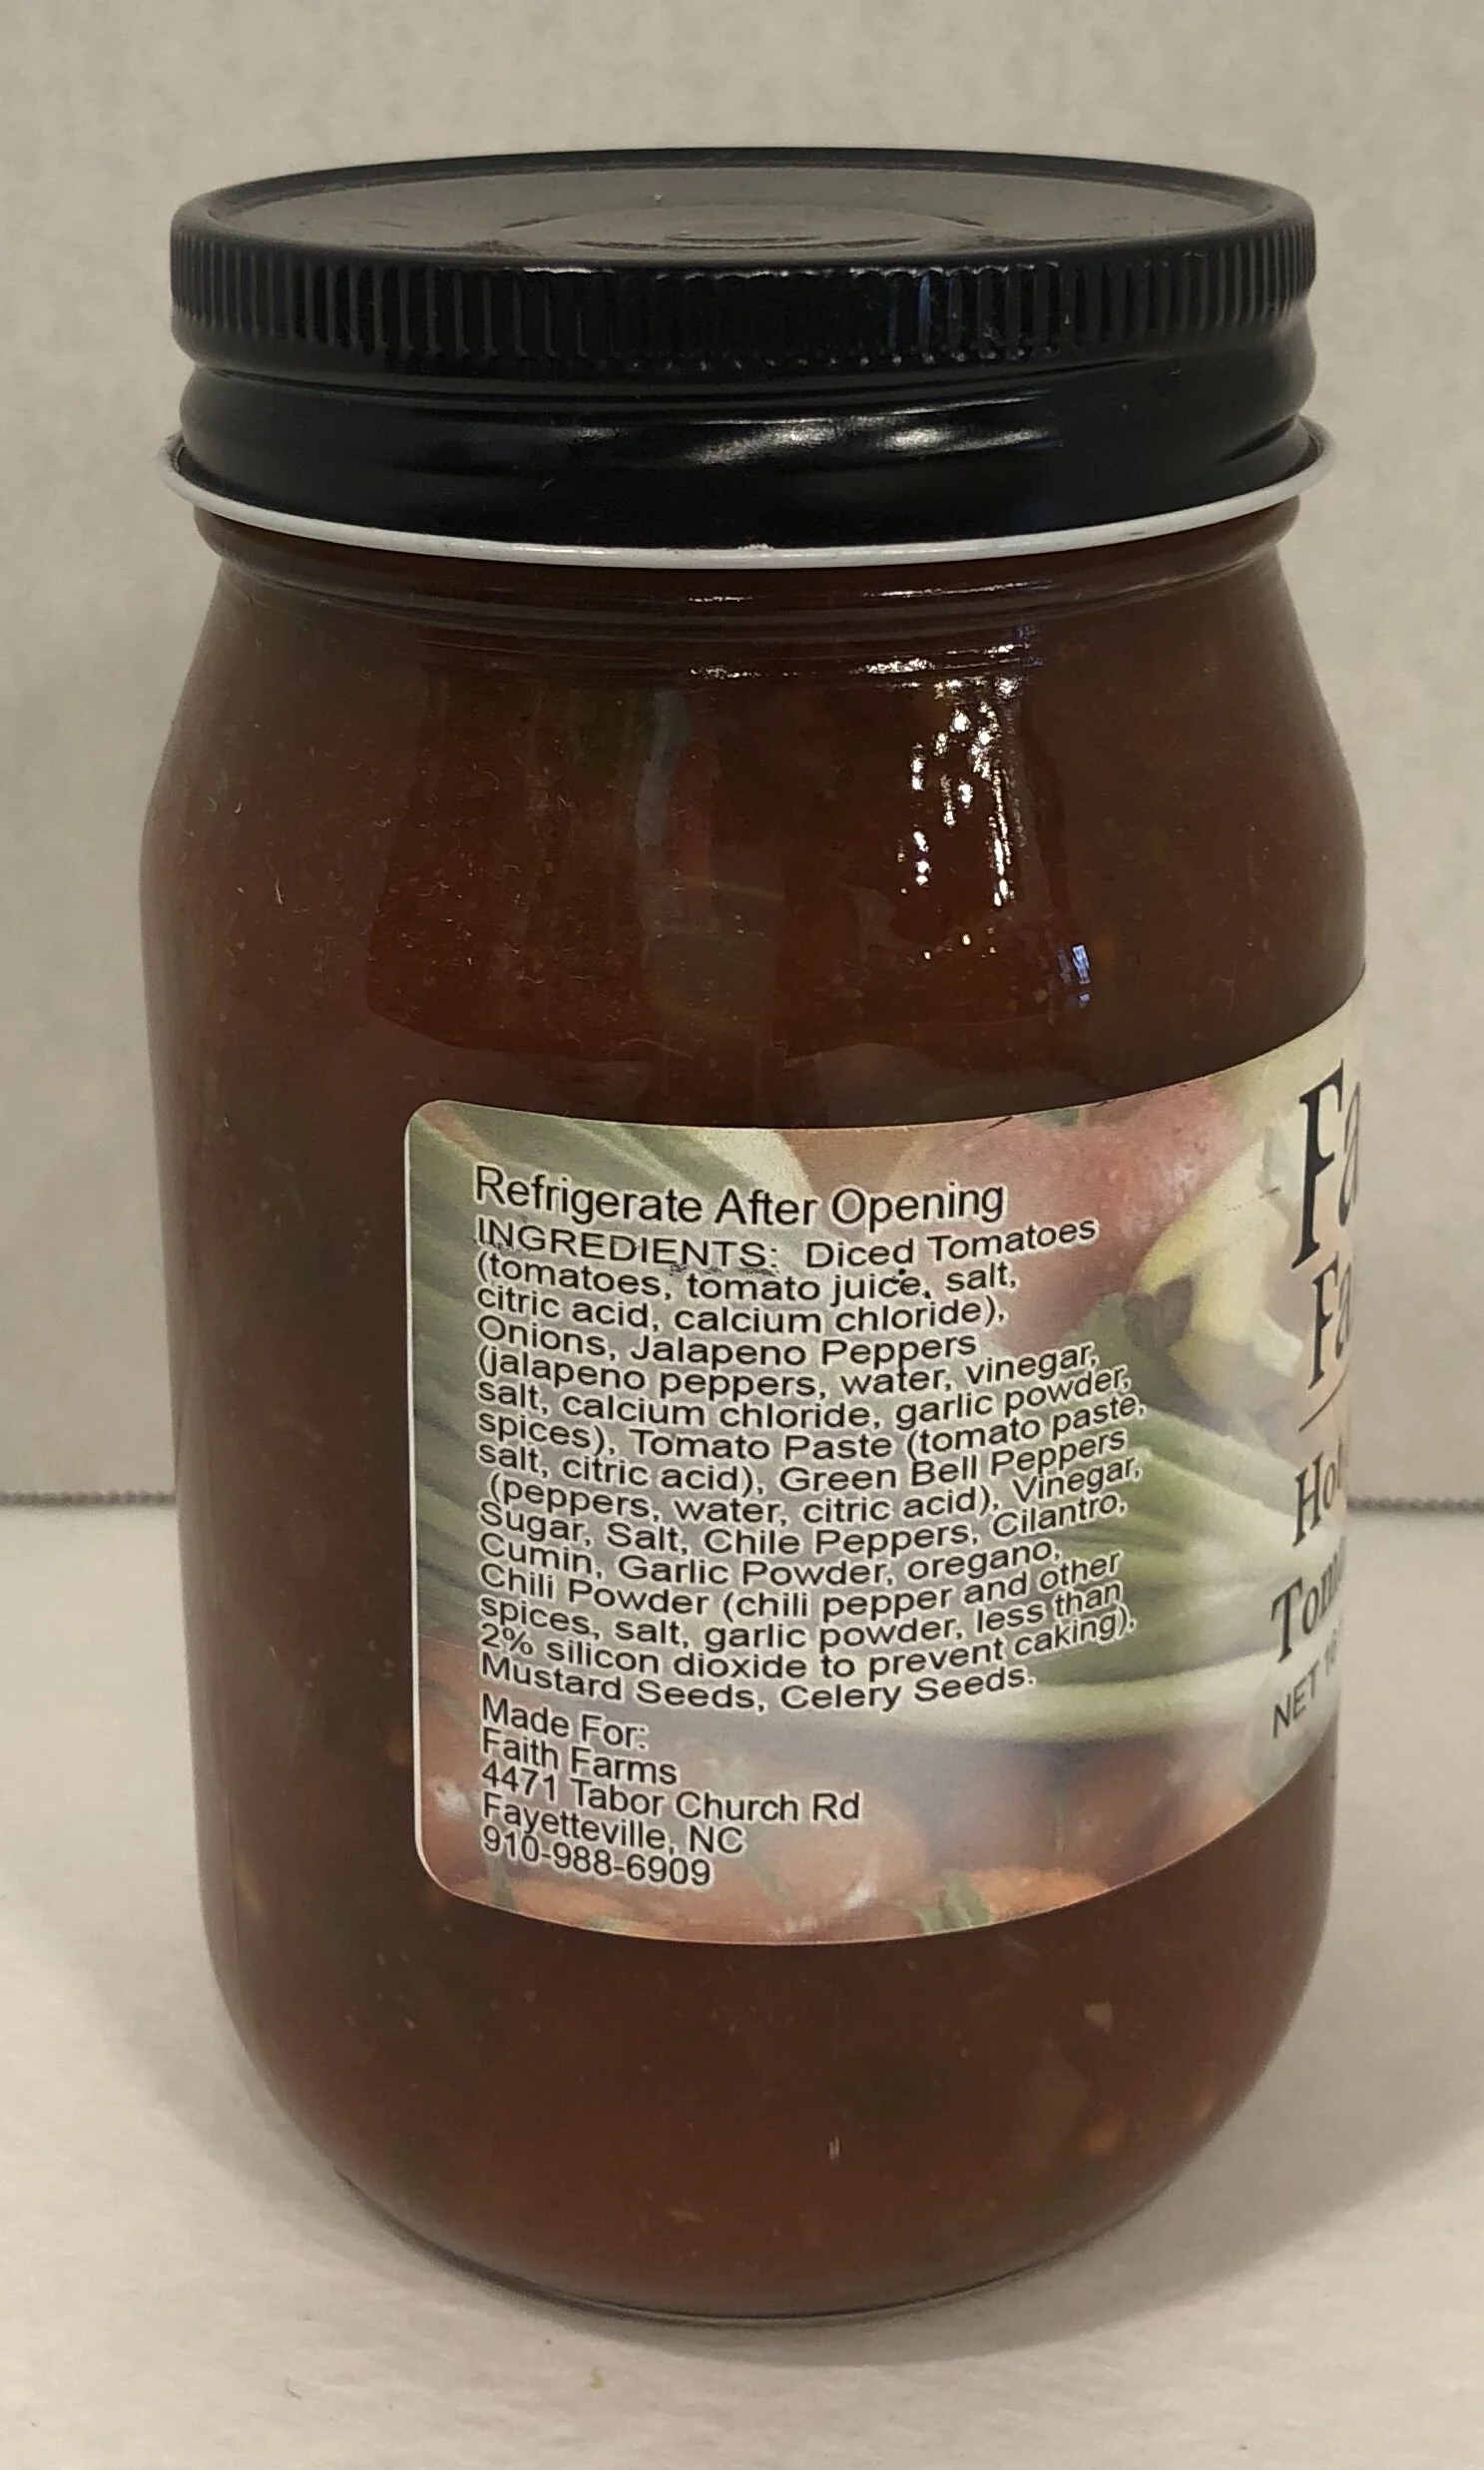 Refrigerate After Opening
INGREDIENTS: Diced Tomatoes
(tomatoes, tomato juice, salt,
citric acid, calcium chloride),
Onions, Jalapeno Peppers
(jalapeno peppers, water, vinegar,
salt, calcium chloride, garlic powder,
spices), Tomato Paste (tomato paste,
salt, citric acid), Green Bell Peppers
(peppers, water, citric acid), Vinegar,
Sugar, Salt, Chile Peppers, Cilantro,
Cumin, Garlic Powder, oregano,
Chili Powder (chili pepper and other
spices, salt, garlic powder, less than
2% silicon dioxide to prevent caking),
Mustard Seeds, Celery Seeds.
Made For:
Faith Farms
4471 Tabor Church Rd
Fayetteville, NC
910-988-6909
NET